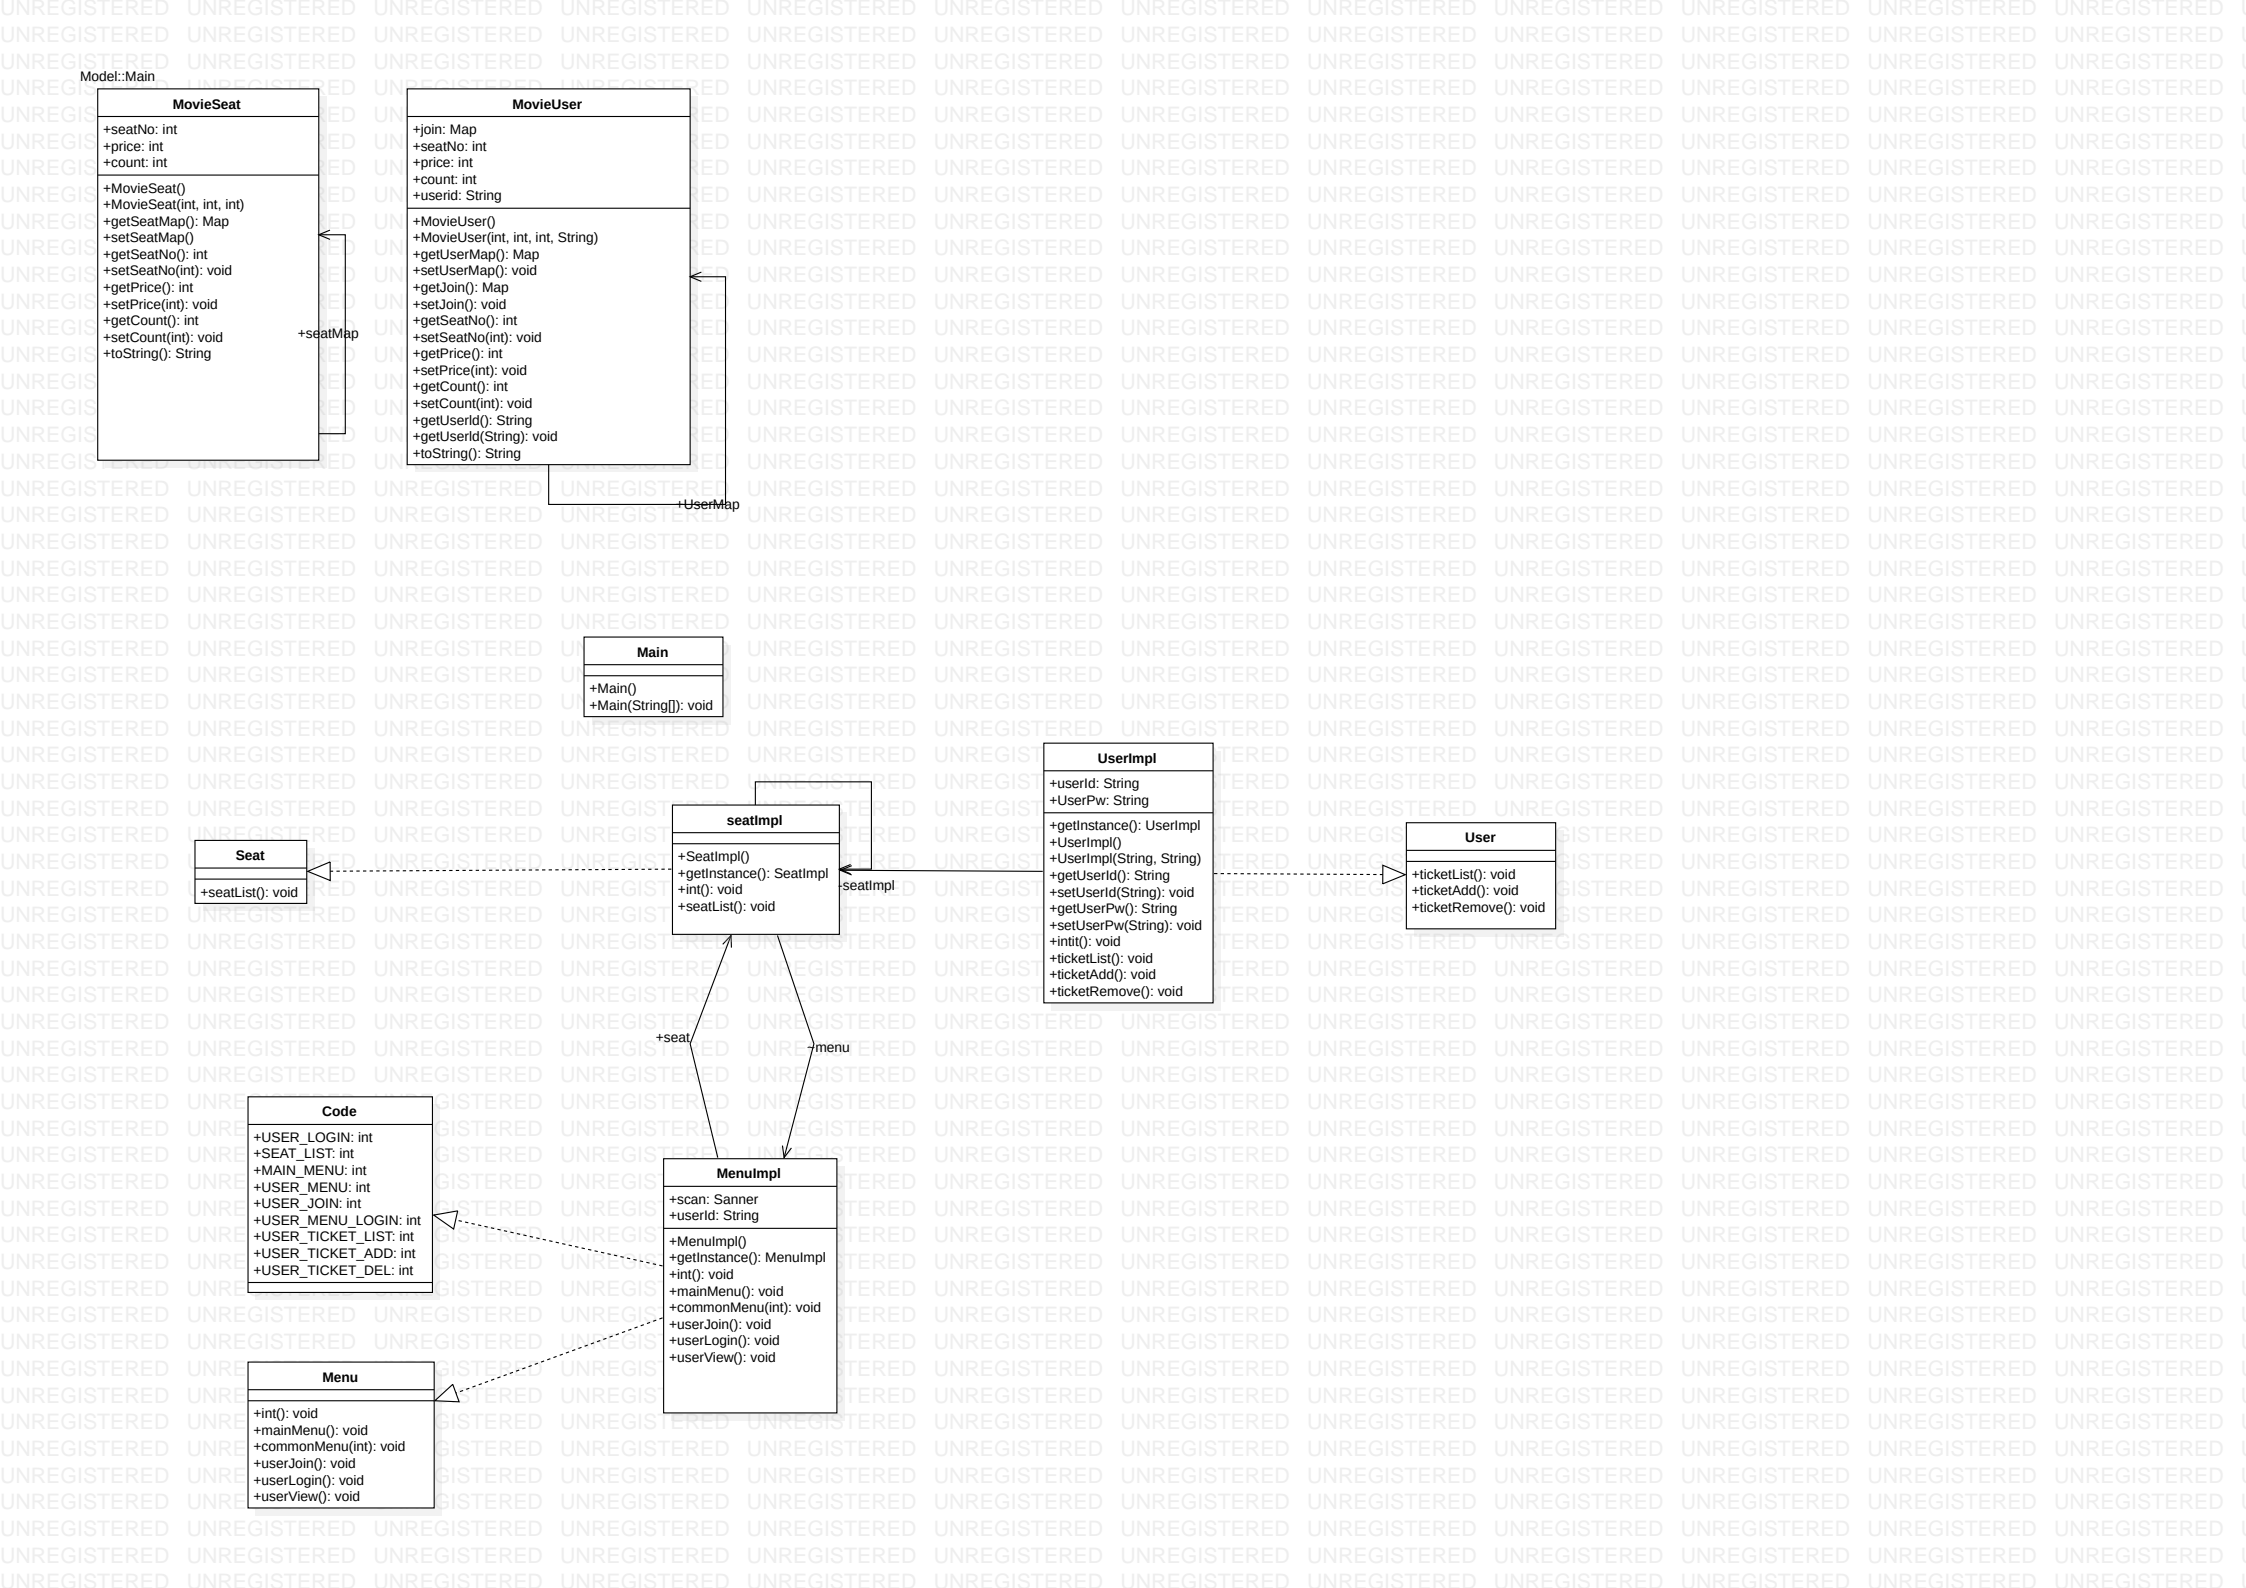 Model::Main
MovieSeat
+seatNo: int
+price: int
+count: int
+MovieSeat()
+MovieSeat(int, int, int)
+getSeatMap(): Map
+setSeatMap()
+getSeatNo(): int
+setSeatNo(int): void
+getPrice(): int
+setPrice(int): void
+getCount(): int
+setCount(int): void
+toString(): String
+seatMap
MovieUser
+join: Map
+seatNo: int
+price: int
+count: int
+userid: String
+MovieUser()
+MovieUser(int, int, int, String)
+getUserMap(): Map
+setUserMap(): void
+getJoin(): Map
+setJoin(): void
+getSeatNo(): int
+setSeatNo(int): void
+getPrice(): int
+setPrice(int): void
+getCount(): int
+setCount(int): void
+getUserId(): String
+getUserId(String): void
+toString(): String
+UserMap
Main
+Main()
+Main(String[]): void
Seat
+seatList(): void
seatImpl
+SeatImpl()
+getInstance(): SeatImpl
+int(): void
+seatList(): void
-seatImpl
UserImpl
+userId: String
+UserPw: String
+getInstance(): UserImpl
+UserImpl()
+UserImpl(String, String)
+getUserId(): String
+setUserId(String): void
+getUserPw(): String
+setUserPw(String): void
+intit(): void
+ticketList(): void
+ticketAdd(): void
+ticketRemove(): void
User
+ticketList(): void
+ticketAdd(): void
+ticketRemove(): void
+seat
~menu
Code
+USER_LOGIN: int
+SEAT_LIST: int
+MAIN_MENU: int
+USER_MENU: int
+USER_JOIN: int
+USER_MENU_LOGIN: int
+USER_TICKET_LIST: int
+USER_TICKET_ADD: int
+USER_TICKET_DEL: int
MenuImpl
+scan: Sanner
+userId: String
+MenuImpl()
+getInstance(): MenuImpl
+int(): void
+mainMenu(): void
+commonMenu(int): void
+userJoin(): void
+userLogin(): void
+userView(): void
Menu
+int(): void
+mainMenu(): void
+commonMenu(int): void
+userJoin(): void
+userLogin(): void
+userView(): void
UNREGISTERED